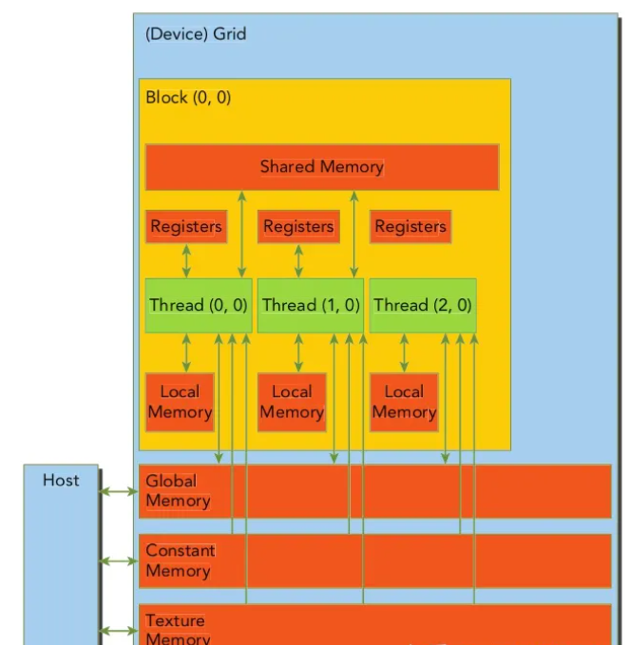 (Device) Grid
Block (0, 0)
Shared Memory
Registers Registers Registers
Thread (0, 0) Thread (1, 0) Thread (2, 0)
Local Local Local
Memory Memory Memory
Host
Global
Memory
Constant
Memory
Texture
Memory